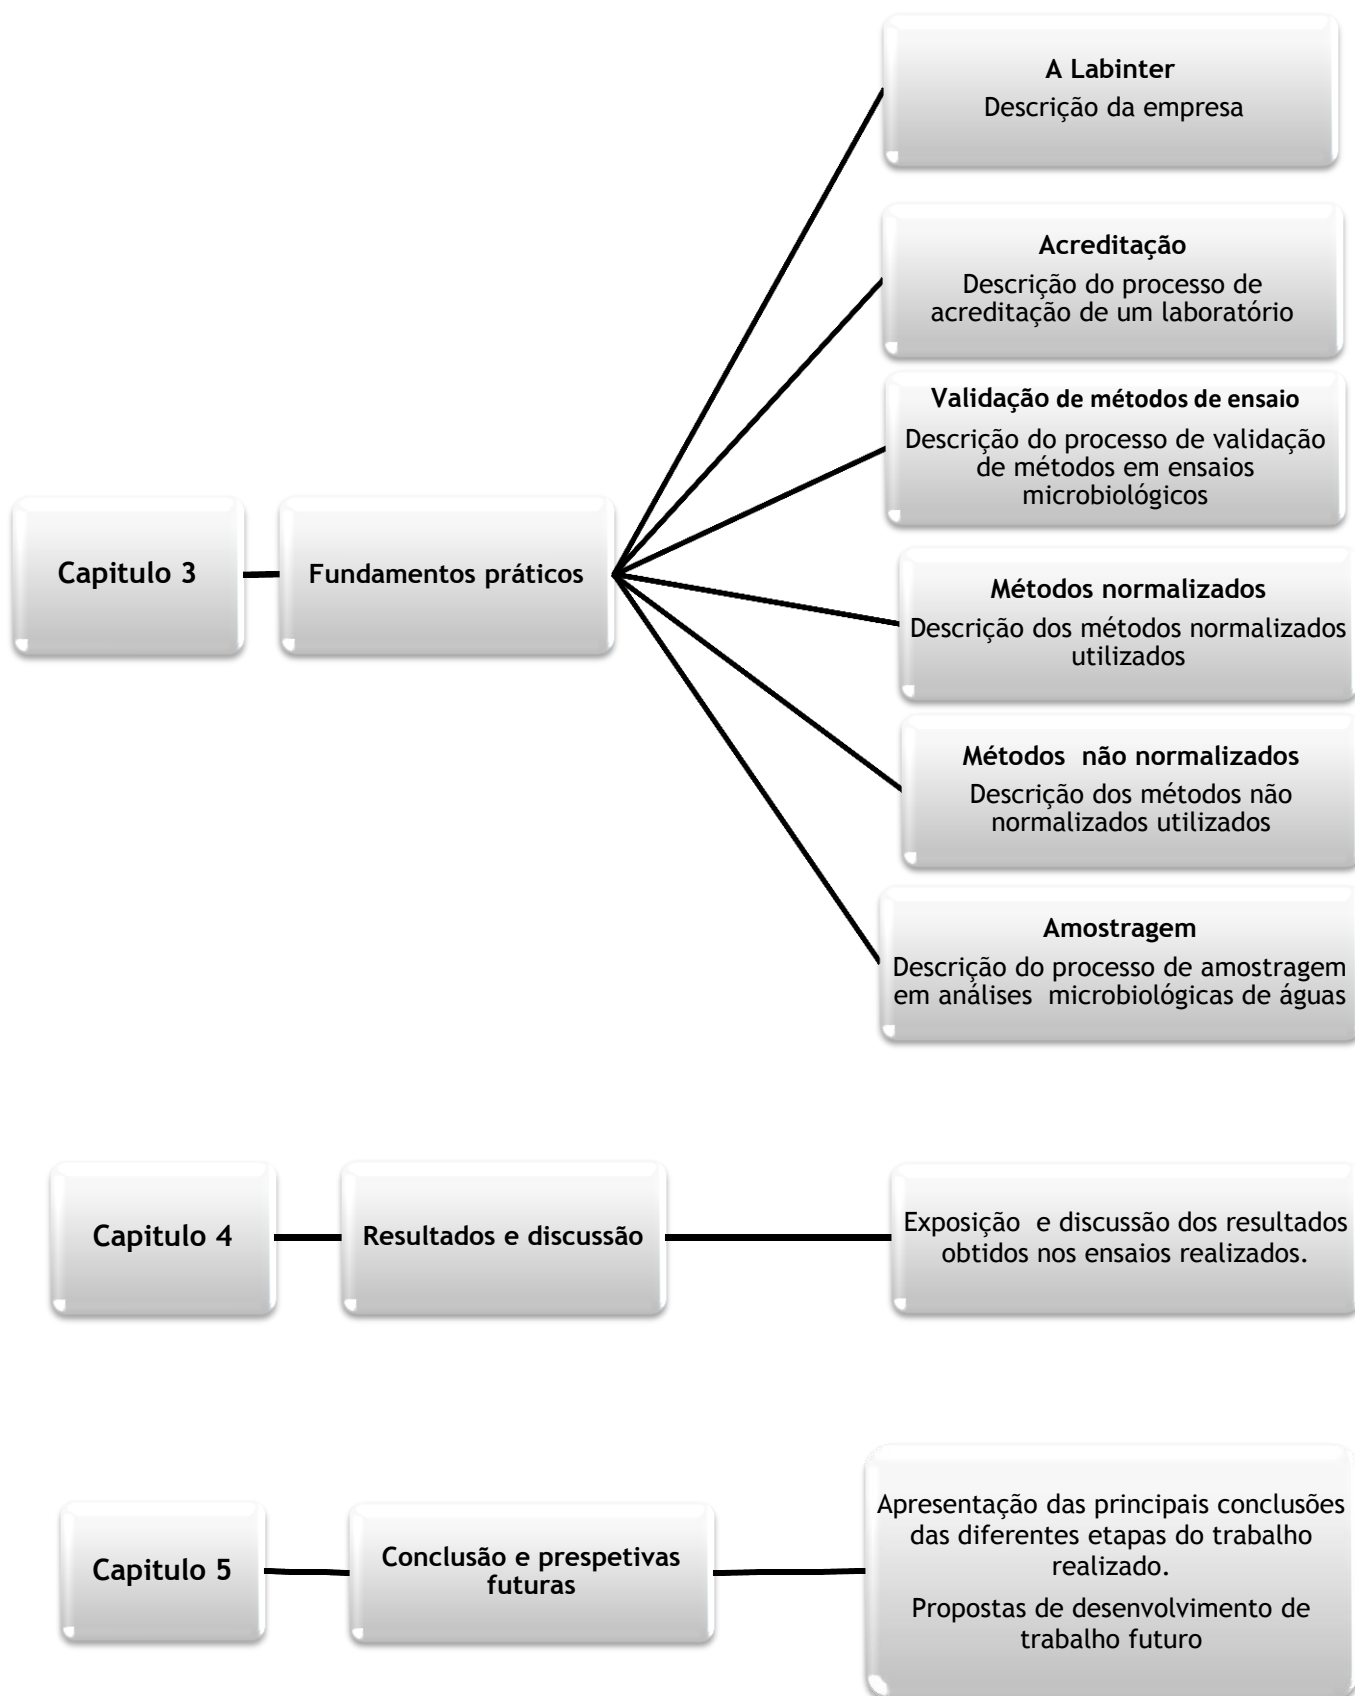 Capitulo 3
Fundamentos práticos
A Labinter
Descrição da empresa
Acreditação
Descrição do processo de
acreditação de um laboratório
Validação de métodos de ensaio
Descrição do processo de validação
de métodos em ensaios
microbiológicos
Métodos normalizados
Descrição dos métodos normalizados
utilizados
Métodos não normalizados
Descrição dos métodos não
normalizados utilizados
Amostragem
Descrição do processo de amostragem
em análises microbiológicas de águas
Capitulo 4
Resultados e discussão
Exposição e discussão dos resultados
obtidos nos ensaios realizados.
Capitulo 5
Conclusão e prespetivas
futuras
Apresentação das principais conclusões
das diferentes etapas do trabalho
realizado.
Propostas de desenvolvimento de
trabalho futuro